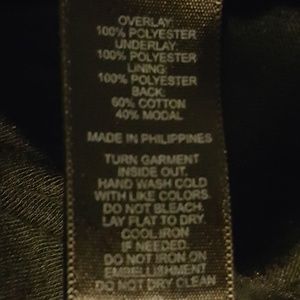 OVERLAY:
100% POLYESTER
UNDERLAY:
100% POLYESTER
LINING:
100% POLYESTER
BACK:
60% COTTON
40% MODAL
MADE IN PHILIPPINES
TURN GARMENT
INSIDE OUT.
HAND WASH COLD
WITH LIKE COLORS.
DO NOT BLEACH.
LAY FLAT TO DRY.
COOL IRON
IF NEEDED.
DO NOT IRON ON
EMBELLISHMENT
DO NOT DRY CLEAN